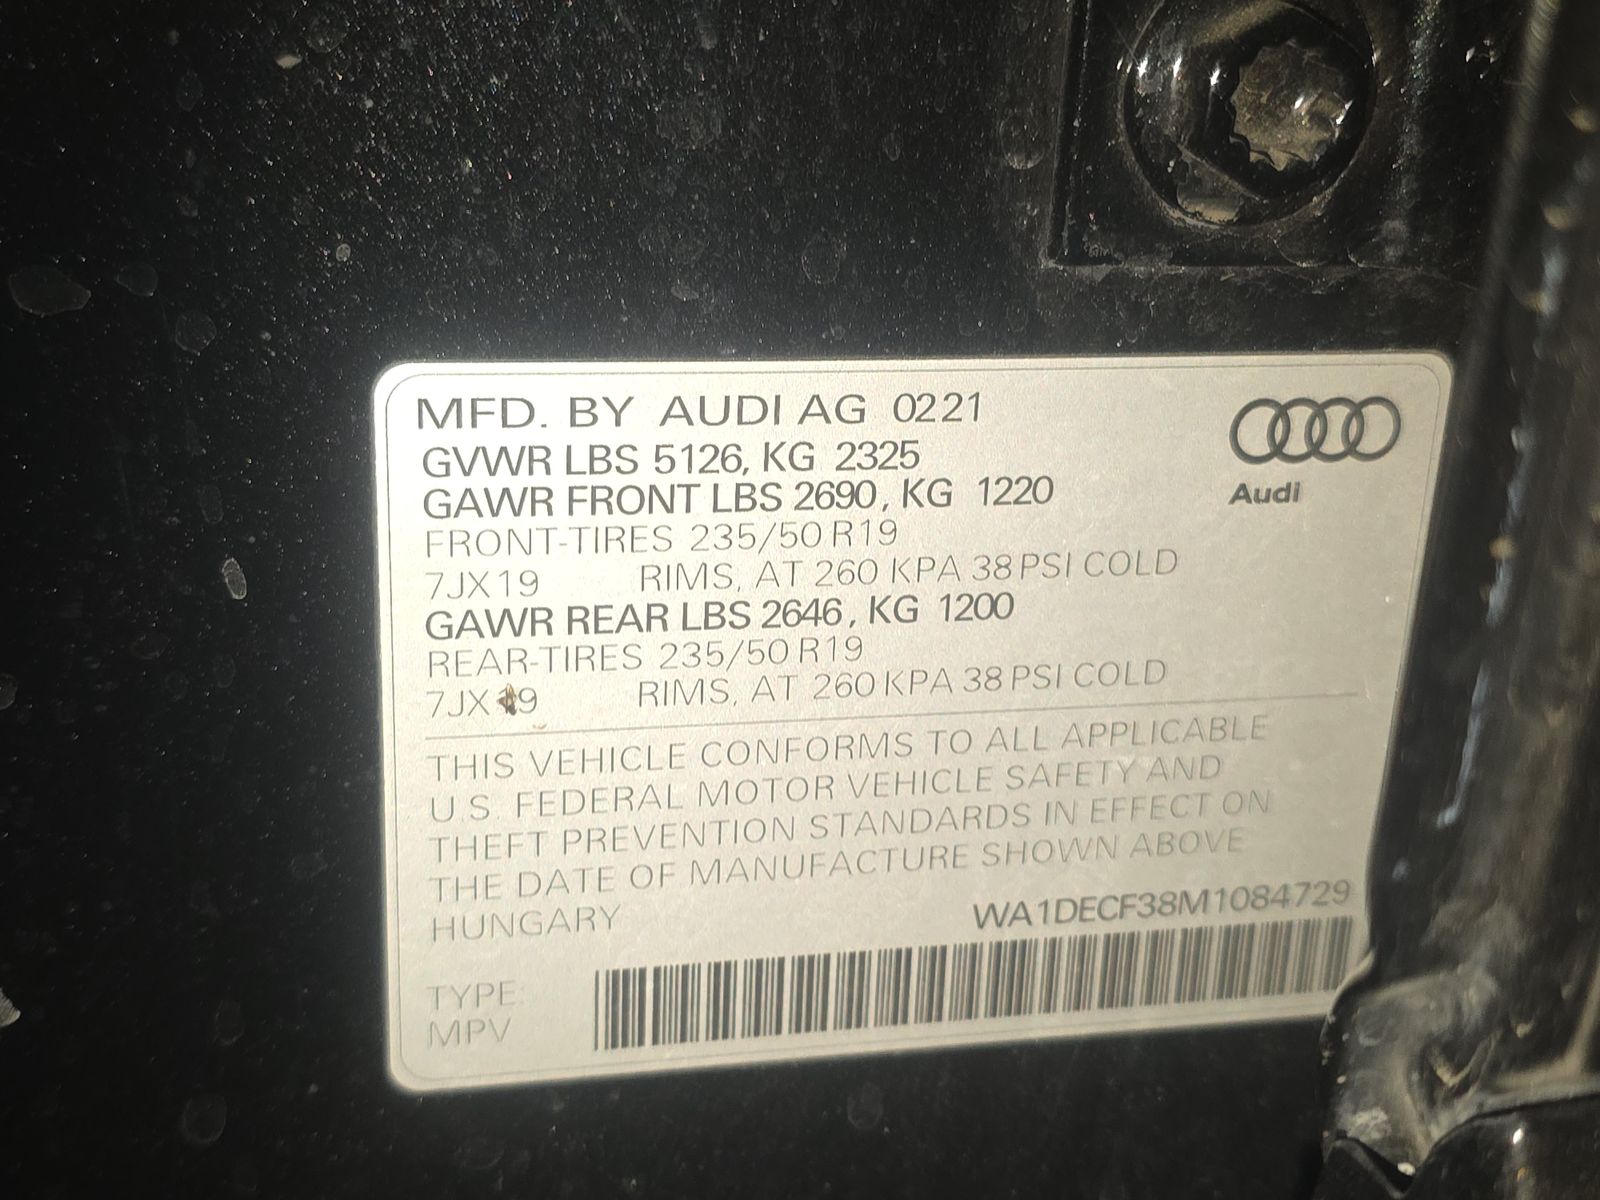 MFD. BY AUDI AG 0221
GVWR LBS 5126, KG 2325
GAWR FRONT LBS 2690, KG 1220
Audi
FRONT-TIRES 235/50 R19
7JX19 RIMS, AT 260 KPA 38 PSI COLD
GAWR REAR LBS 2646, KG 1200
REAR-TIRES 235/50 R19
7JX19 RIMS, AT 260 KPA 38 PSI COLD
THIS VEHICLE CONFORMS TO ALL APPLICABLE
U.S. FEDERAL MOTOR VEHICLE SAFETY AND
THEFT PREVENTION STANDARDS IN EFFECT ON
THE DATE OF MANUFACTURE SHOWN ABOVE
HUNGARY WA1DECF38M1084729
TYPE:
MPV